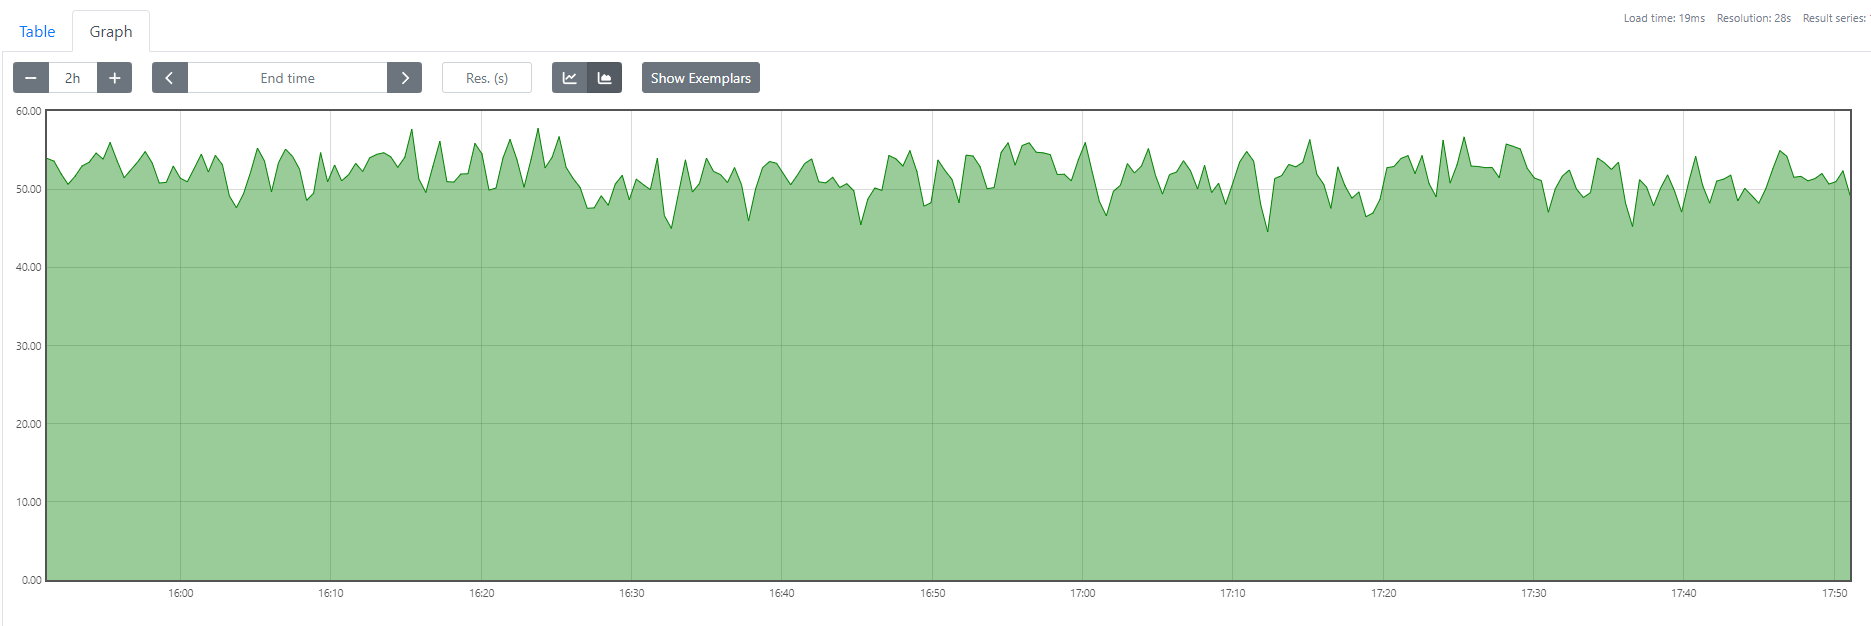 Load time: 19ms Resolution: 28s Result series:
Table Graph
2h End time Res. (s) Show Exemplars
60.00
50.00
40.00
30.00
20.00
10.00
0.00
16:00 16:10 16:20 16:30 16:40 16:50 17:00 17:10 17:20 17:30 17:40 17:50